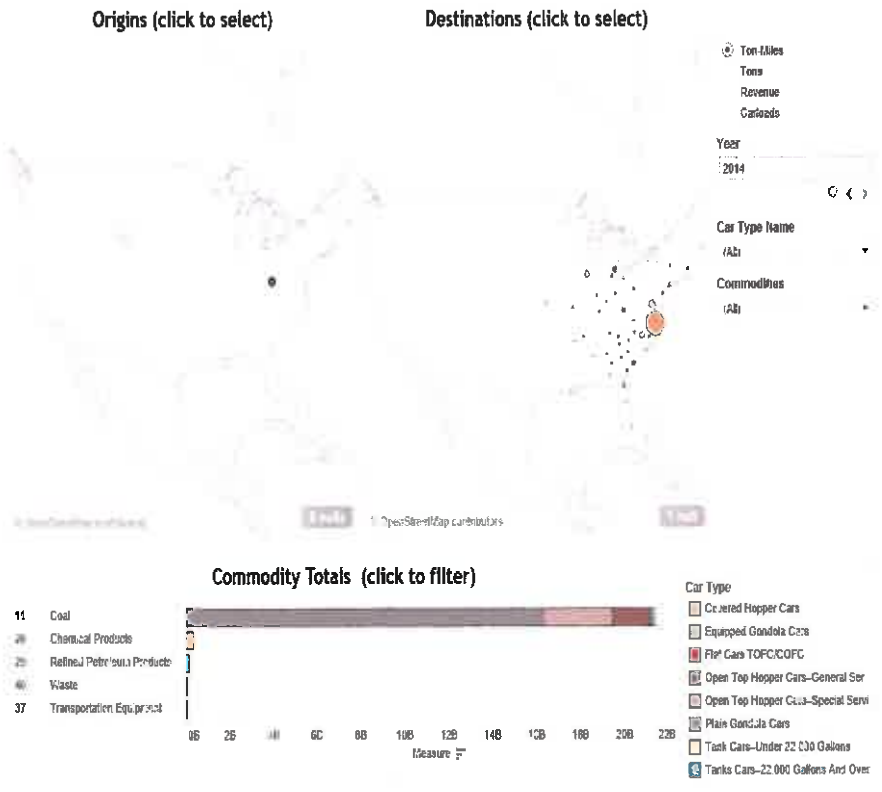 Origins (click to select)
Destinations (click to select)
Ton-Miles
Tons
Revenue
Carloads
Year
2014
Car Type Name
(All)
Commodities
(All)
© OpenStreetMap contributors
Commodity Totals (click to filter)
11 Coal
28 Chemical Products
29 Refined Petroleum Products
40 Waste
37 Transportation Equipment
0B 2B 4B 6B 8B 10B 12B 14B 16B 18B 20B 22B
Measure
Car Type
Covered Hopper Cars
Equipped Gondola Cars
Flat Cars TOFC/COFC
Open Top Hopper Cars–General Ser
Open Top Hopper Cars–Special Servi
Plain Gondola Cars
Tank Cars–Under 22,000 Gallons
Tanks Cars–22,000 Gallons And Over